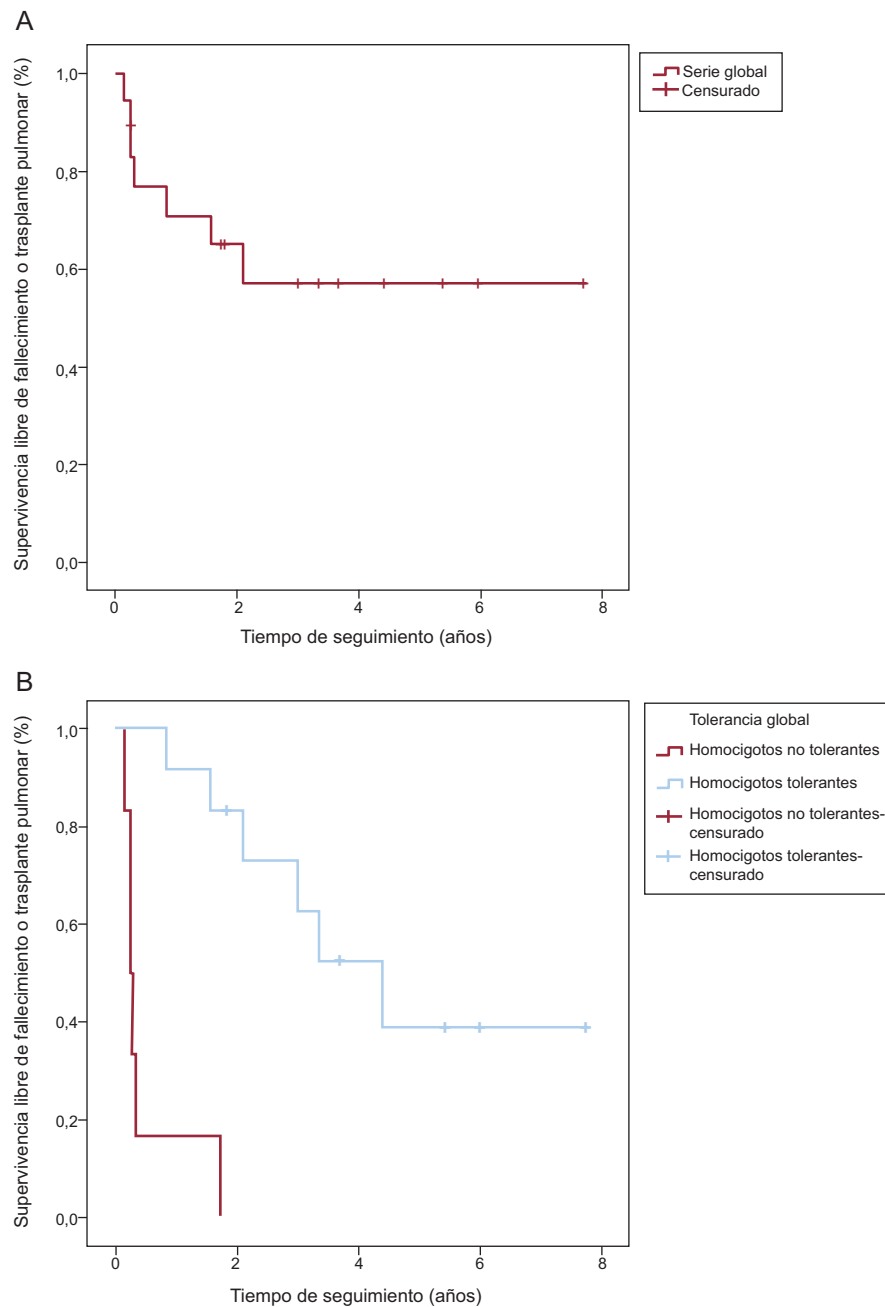 A
Supervivencia libre de fallecimiento o trasplante pulmonar (%)
1,0
0,8
0,6
0,4
0,2
0,0
0
2
4
6
8
Tiempo de seguimiento (años)
Serie global
Censurado
B
Supervivencia libre de fallecimiento o trasplante pulmonar (%)
1,0
0,8
0,6
0,4
0,2
0,0
0
2
4
6
8
Tiempo de seguimiento (años)
Tolerancia global
Homocigotos no tolerantes
Homocigotos tolerantes
Homocigotos no tolerantes-
censurado
Homocigotos tolerantes-
censurado